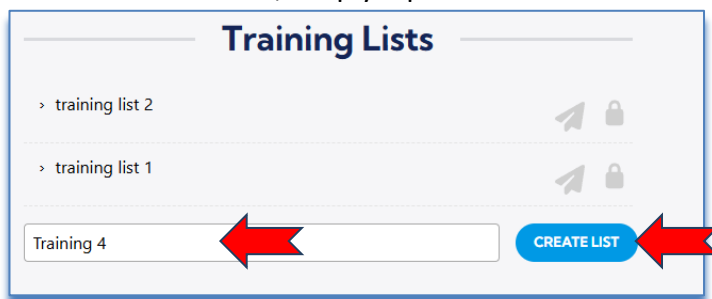 Training Lists
› training list 2
› training list 1
Training 4
CREATE LIST